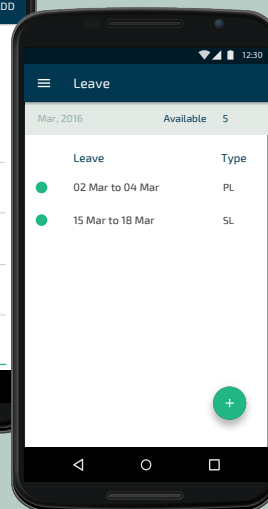 DD
12:30
Leave
Mar, 2016 Available 5
Leave Type
02 Mar to 04 Mar PL
15 Mar to 18 Mar SL
+